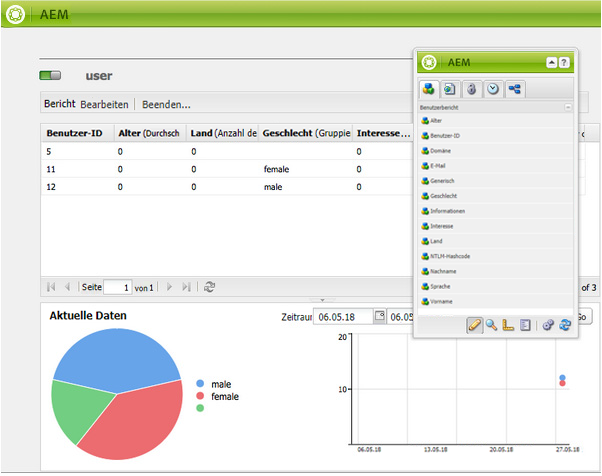 AEM
user
Bericht Bearbeiten Beenden...
Benutzer-ID Alter (Durchsch Land (Anzahl de Geschlecht (Gruppie Interesse...
5 0 0 0
11 0 0 female 0
12 0 0 male 0
Seite 1 von 1 of 3
AEM
?
Benutzerbericht
Alter
Benutzer-ID
Domäne
E-Mail
Generisch
Geschlecht
Informationen
Interesse
Land
NTLM-Hashcode
Nachname
Sprache
Vorname
Aktuelle Daten
Zeitraur 06.05.18 06.05 Go
male
female
20
10
06.05.18 13.05.18 20.05.18 27.05.18